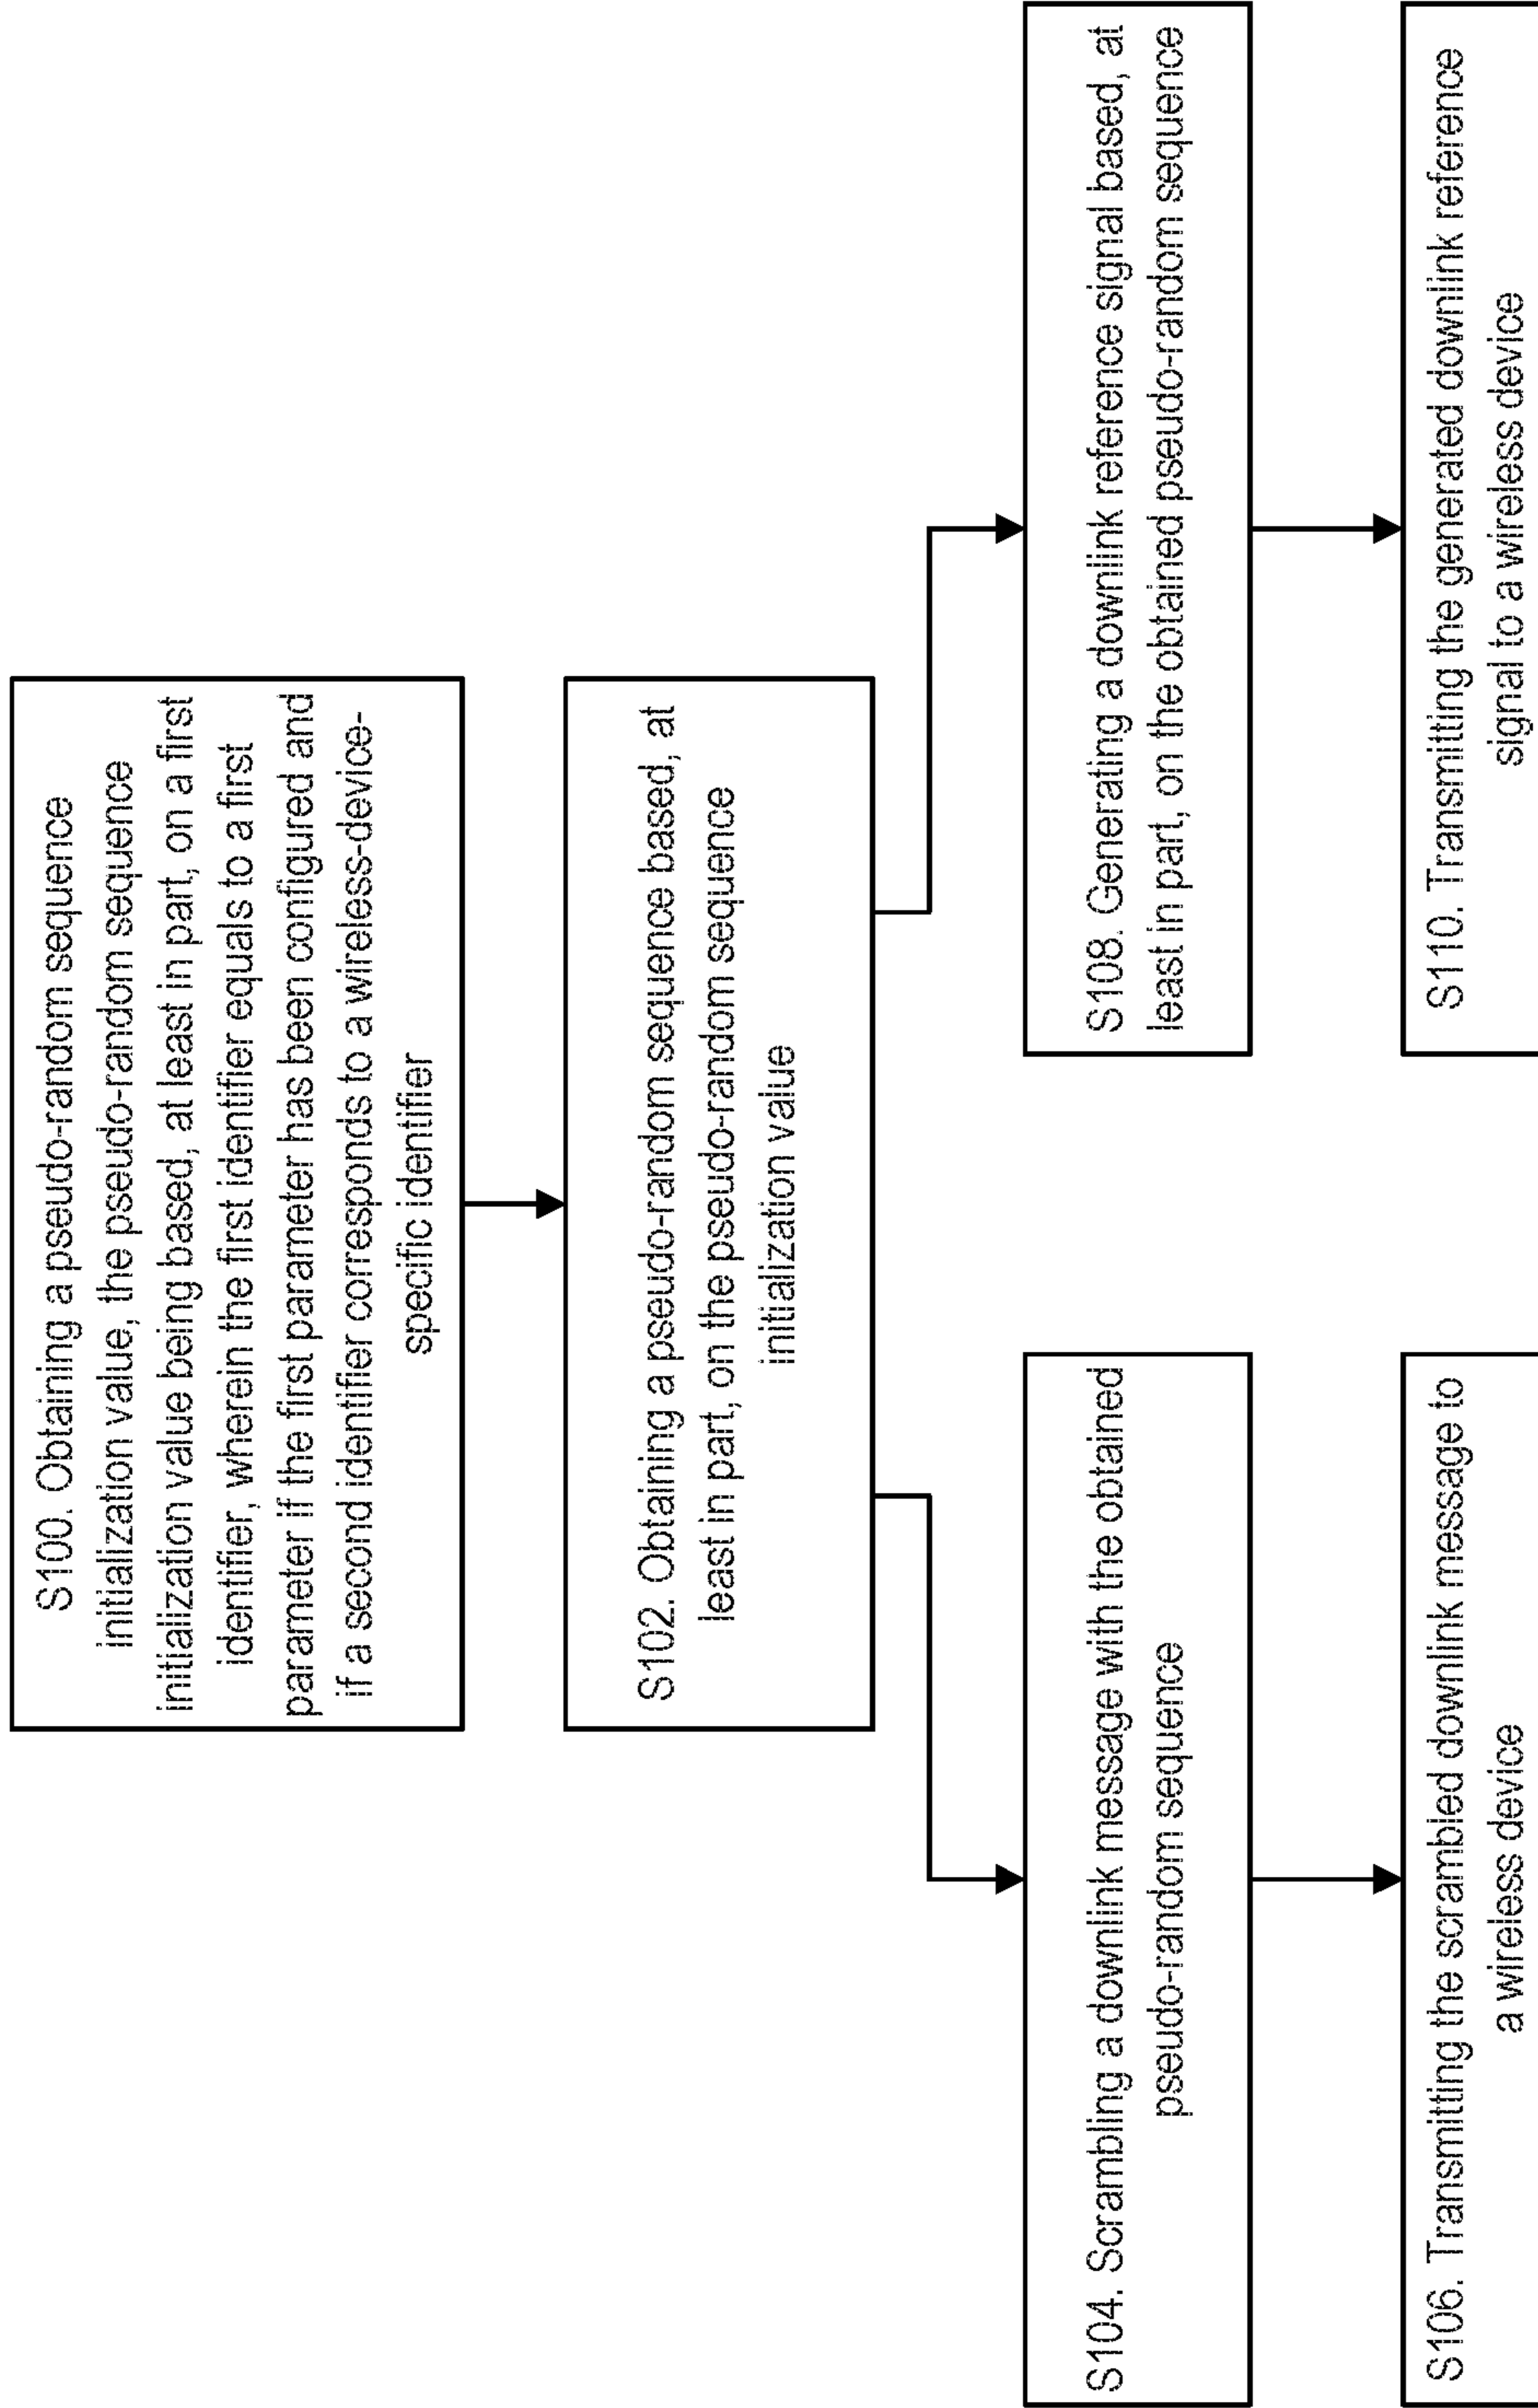 S100. Obtaining a pseudo-random sequence
initialization value, the pseudo-random sequence
initialization value being based, at least in part, on a first
identifier, wherein the first identifier equals to a first
parameter if the first parameter has been configured and
if a second identifier corresponds to a wireless-device-
specific identifier
S102. Obtaining a pseudo-random sequence based, at
least in part, on the pseudo-random sequence
initialization value
S104. Scrambling a downlink message with the obtained
pseudo-random sequence
S106. Transmitting the scrambled downlink message to
a wireless device
S108. Generating a downlink reference signal based, at
least in part, on the obtained pseudo-random sequence
S110. Transmitting the generated downlink reference
signal to a wireless device